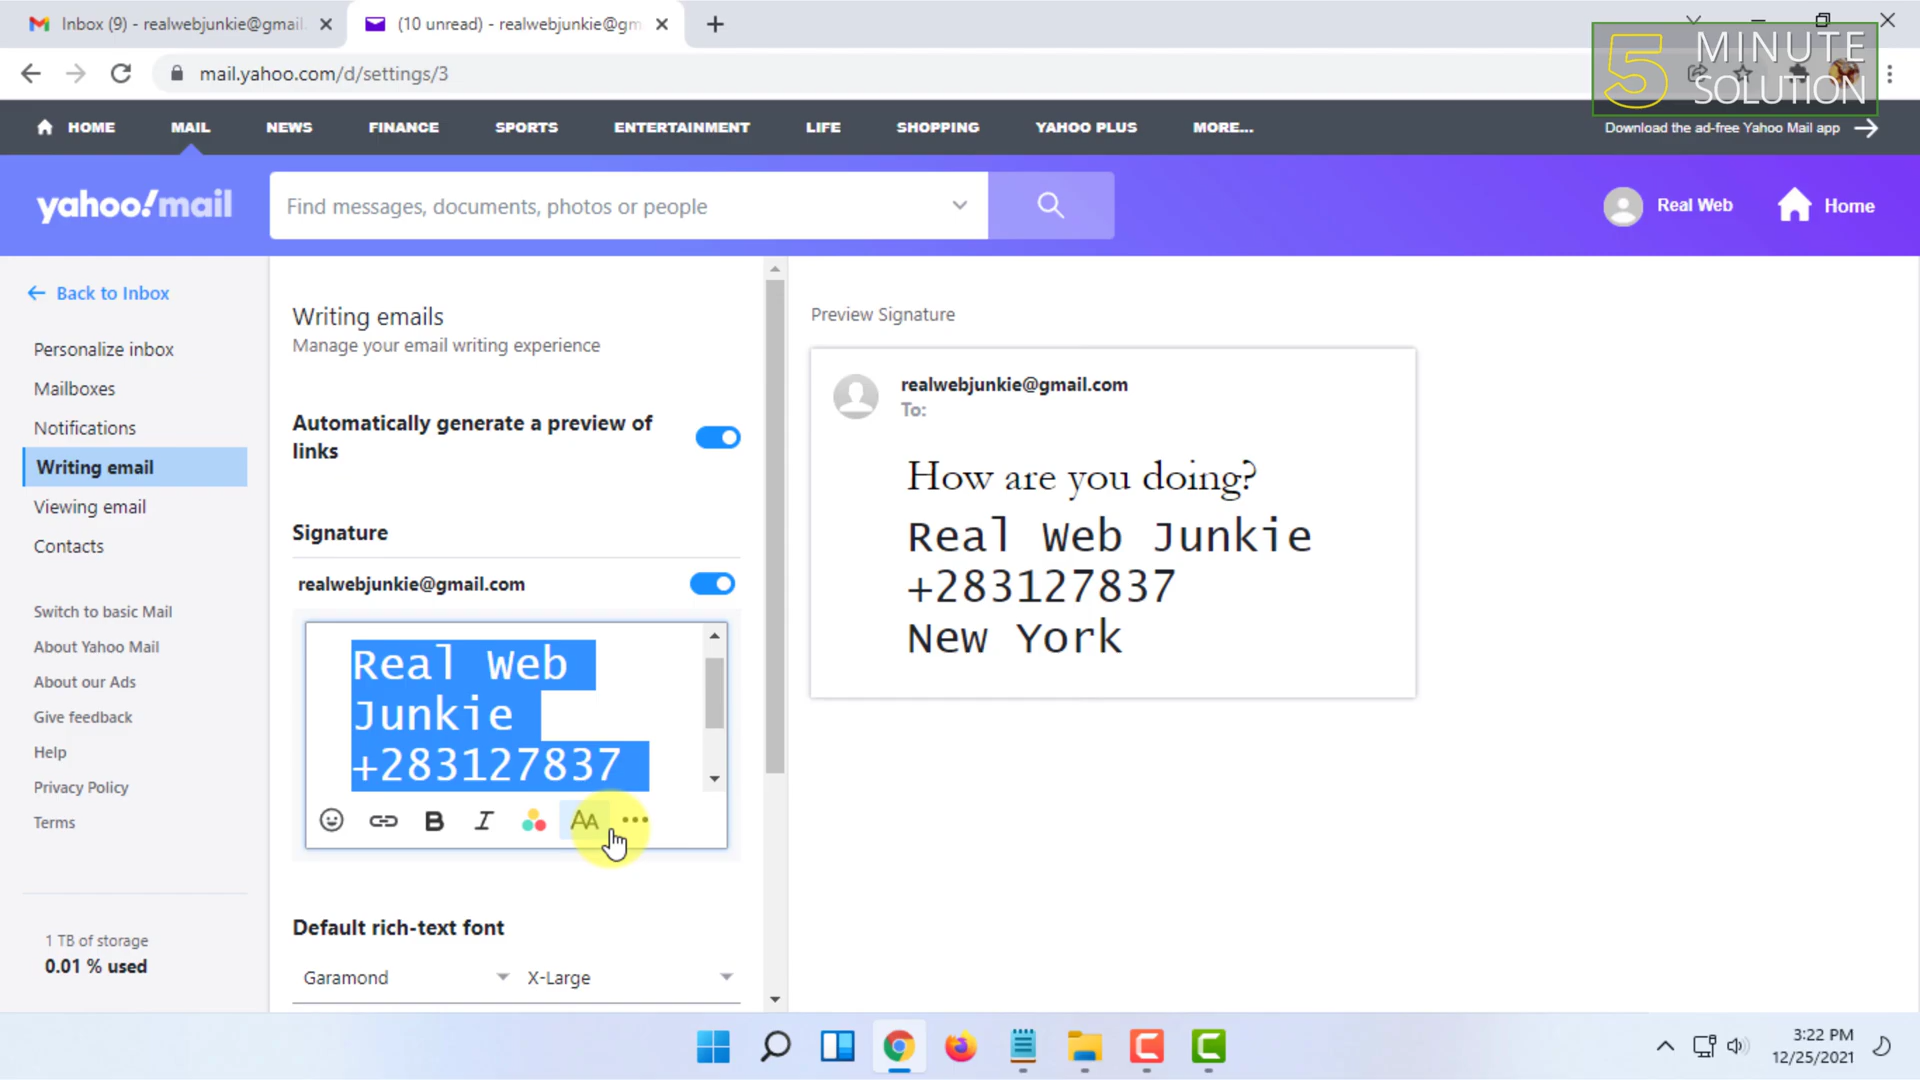 Inbox (9) - realwebjunkie@gmail.
(10 unread) - realwebjunkie@gm
mail.yahoo.com/d/settings/3
5 MINUTE
SOLUTION
HOME MAIL NEWS FINANCE SPORTS ENTERTAINMENT LIFE SHOPPING YAHOO PLUS MORE...
Download the ad-free Yahoo Mail app
yahoo!mail
Find messages, documents, photos or people
Real Web
Home
Back to Inbox
Personalize inbox
Mailboxes
Notifications
Writing email
Viewing email
Contacts
Switch to basic Mail
About Yahoo Mail
About our Ads
Give feedback
Help
Privacy Policy
Terms
1 TB of storage
0.01 % used
Writing emails
Manage your email writing experience
Automatically generate a preview of
links
Signature
realwebjunkie@gmail.com
Real Web
Junkie
+283127837
B I AA
Default rich-text font
Garamond
X-Large
Preview Signature
realwebjunkie@gmail.com
To:
How are you doing?
Real Web Junkie
+283127837
New York
3:22 PM
12/25/2021